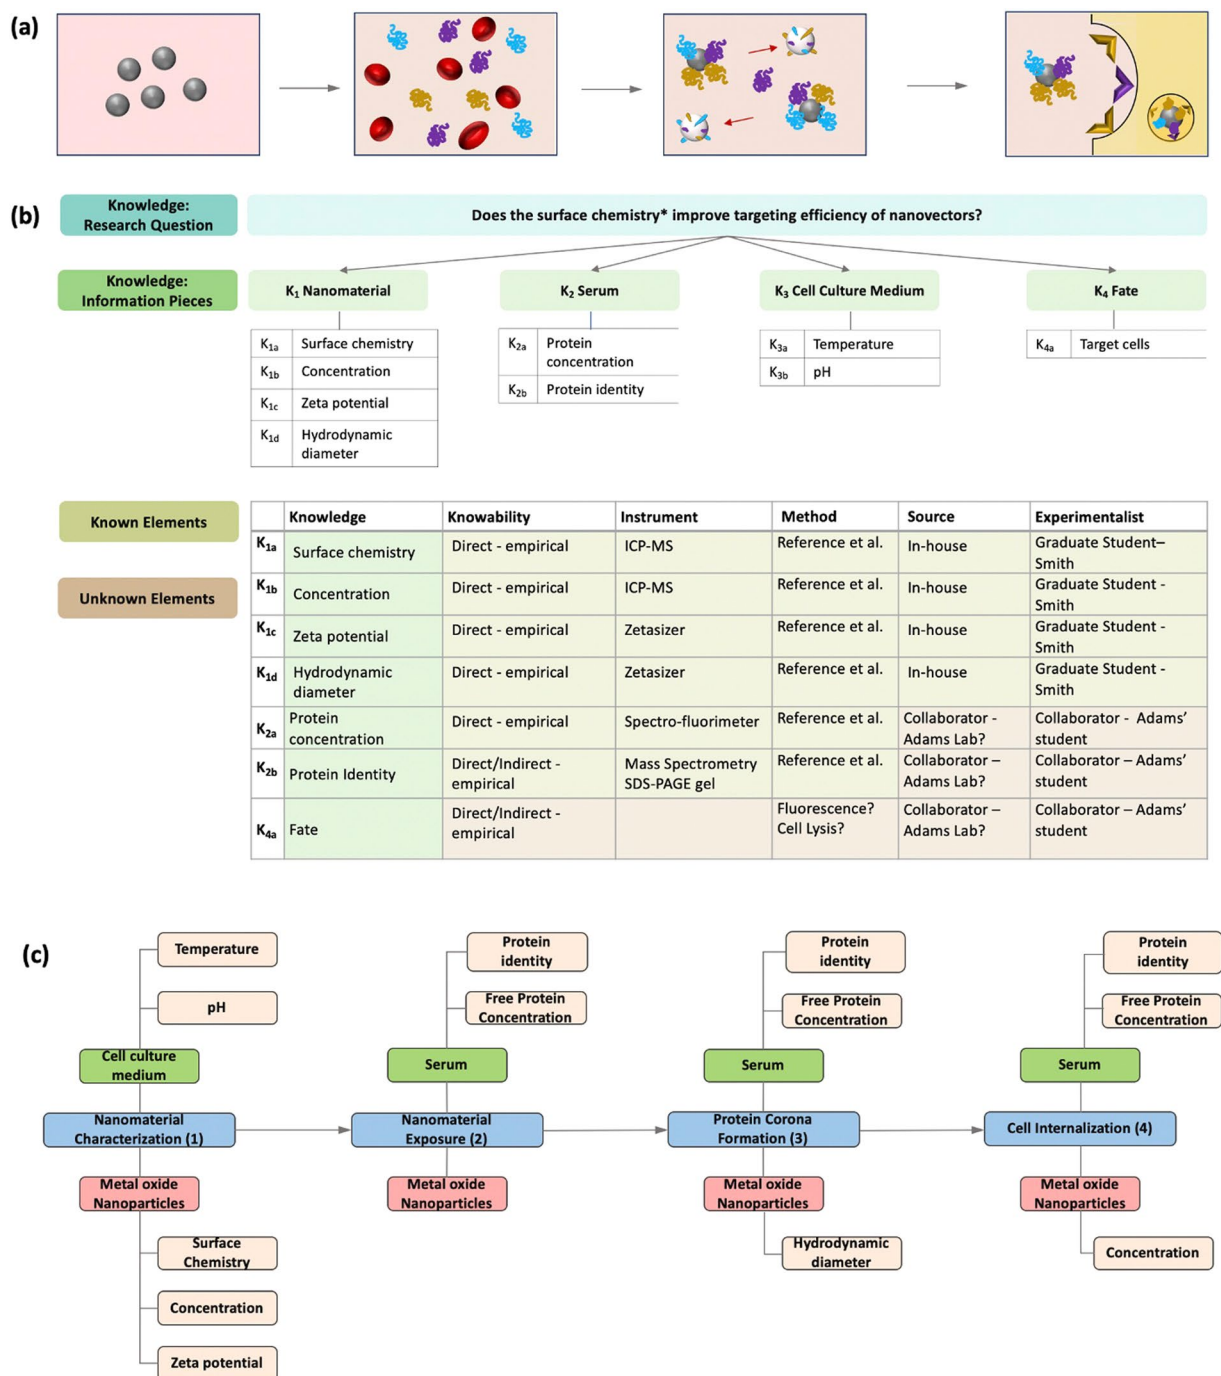 (a)
(b)
Knowledge:
Research Question
Does the surface chemistry* improve targeting efficiency of nanovectors?
Knowledge:
Information Pieces
K1 Nanomaterial
K2 Serum
K3 Cell Culture Medium
K4 Fate
K1a Surface chemistry
K1b Concentration
K1c Zeta potential
K1d Hydrodynamic
diameter
K2a Protein
concentration
K2b Protein identity
K3a Temperature
K3b pH
K4a Target cells
Known Elements
Unknown Elements
Knowledge Knowability Instrument Method Source Experimentalist
K1a Surface chemistry Direct - empirical ICP-MS Reference et al. In-house Graduate Student–
Smith
K1b Concentration Direct - empirical ICP-MS Reference et al. In-house Graduate Student -
Smith
K1c Zeta potential Direct - empirical Zetasizer Reference et al. In-house Graduate Student -
Smith
K1d Hydrodynamic Direct - empirical Zetasizer Reference et al. In-house Graduate Student -
diameter Smith
K2a Protein Direct - empirical Spectro-fluorimeter Reference et al. Collaborator - Collaborator - Adams'
concentration Adams Lab? student
K2b Protein Identity Direct/Indirect - Mass Spectrometry Reference et al. Collaborator – Collaborator – Adams'
empirical SDS-PAGE gel Adams Lab? student
K4a Fate Direct/Indirect - Fluorescence? Collaborator – Collaborator – Adams'
empirical Cell Lysis? Adams Lab? student
(c)
Temperature
pH
Cell culture
medium
Nanomaterial
Characterization (1)
Metal oxide
Nanoparticles
Surface
Chemistry
Concentration
Zeta potential
Protein
identity
Free Protein
Concentration
Serum
Nanomaterial
Exposure (2)
Metal oxide
Nanoparticles
Protein
identity
Free Protein
Concentration
Serum
Protein Corona
Formation (3)
Metal oxide
Nanoparticles
Hydrodynamic
diameter
Protein
identity
Free Protein
Concentration
Serum
Cell Internalization (4)
Metal oxide
Nanoparticles
Concentration